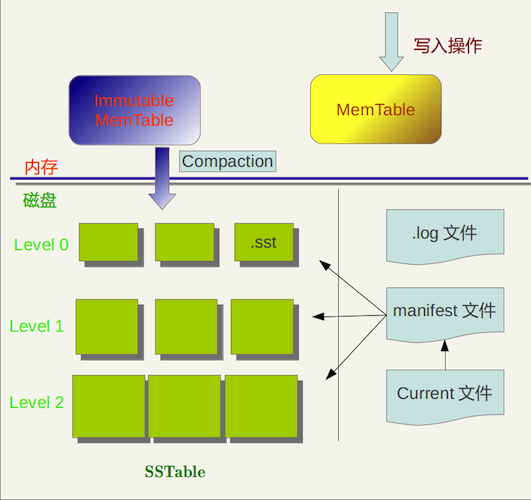 写入操作
Immutable
MemTable
MemTable
Compaction
内存
磁盘
Level 0
.sst
.log 文件
Level 1
manifest 文件
Level 2
Current 文件
SSTable